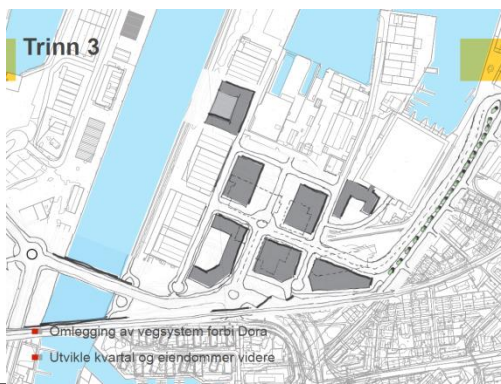 Trinn 3
Omlegging av vegsystem forbi Dora
Utvikle kvartal og eiendommer videre